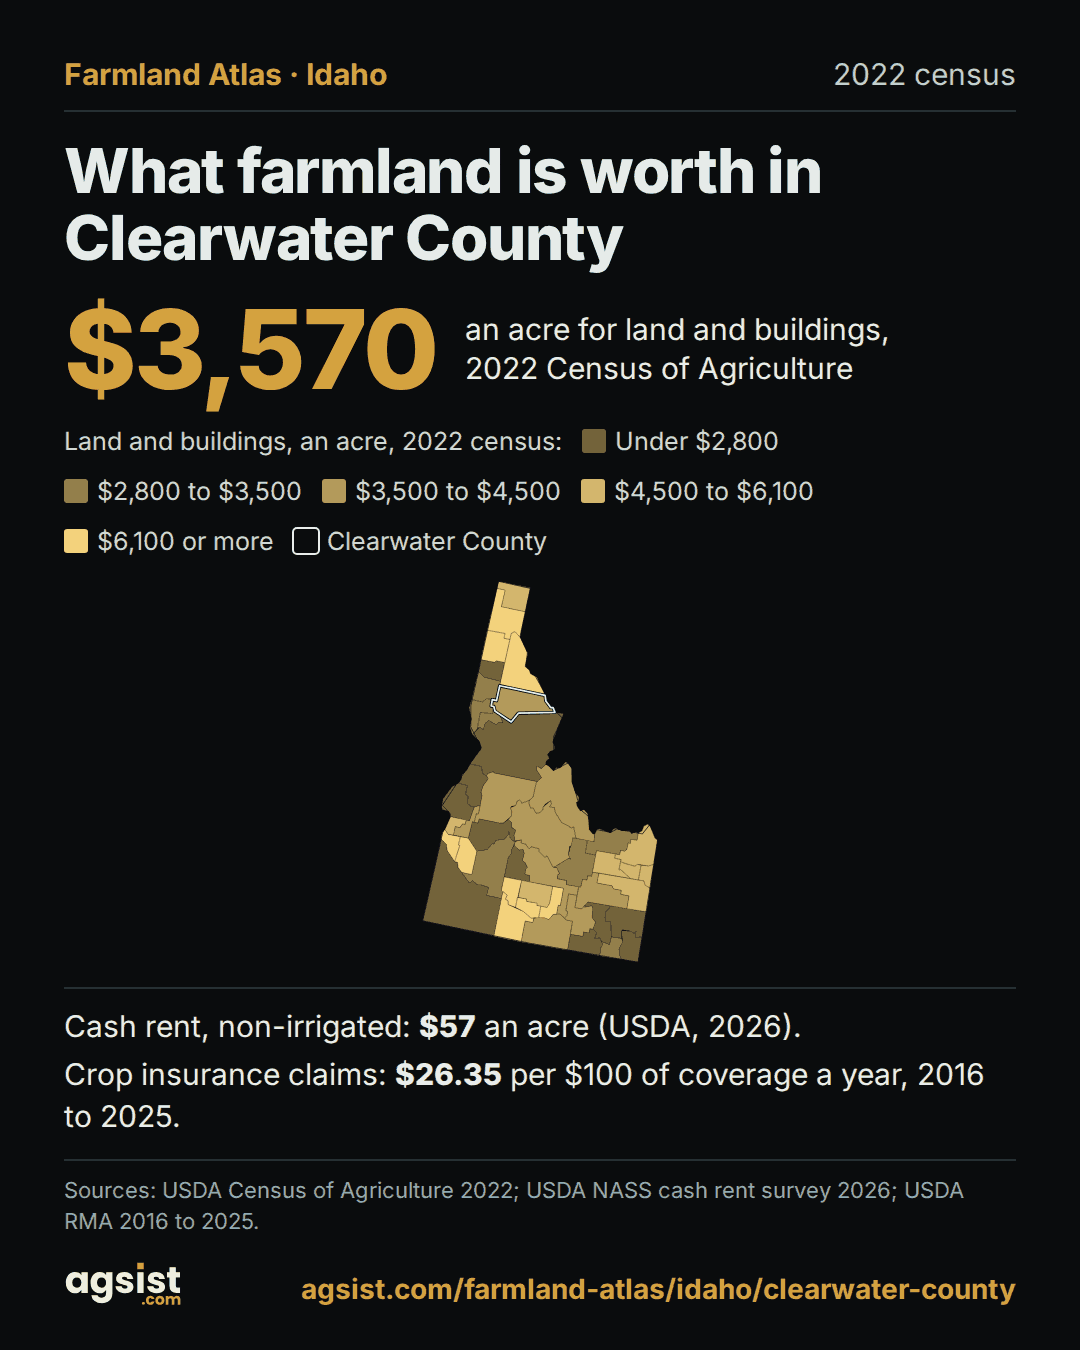 Farmland Atlas · Idaho
2022 census
What farmland is worth in
Clearwater County
$3,570
an acre for land and buildings,
2022 Census of Agriculture
Land and buildings, an acre, 2022 census:
Under $2,800
$2,800 to $3,500
$3,500 to $4,500
$4,500 to $6,100
$6,100 or more
Clearwater County
Cash rent, non-irrigated: $57 an acre (USDA, 2026).
Crop insurance claims: $26.35 per $100 of coverage a year, 2016
to 2025.
Sources: USDA Census of Agriculture 2022; USDA NASS cash rent survey 2026; USDA
RMA 2016 to 2025.
agsist
.com
agsist.com/farmland-atlas/idaho/clearwater-county